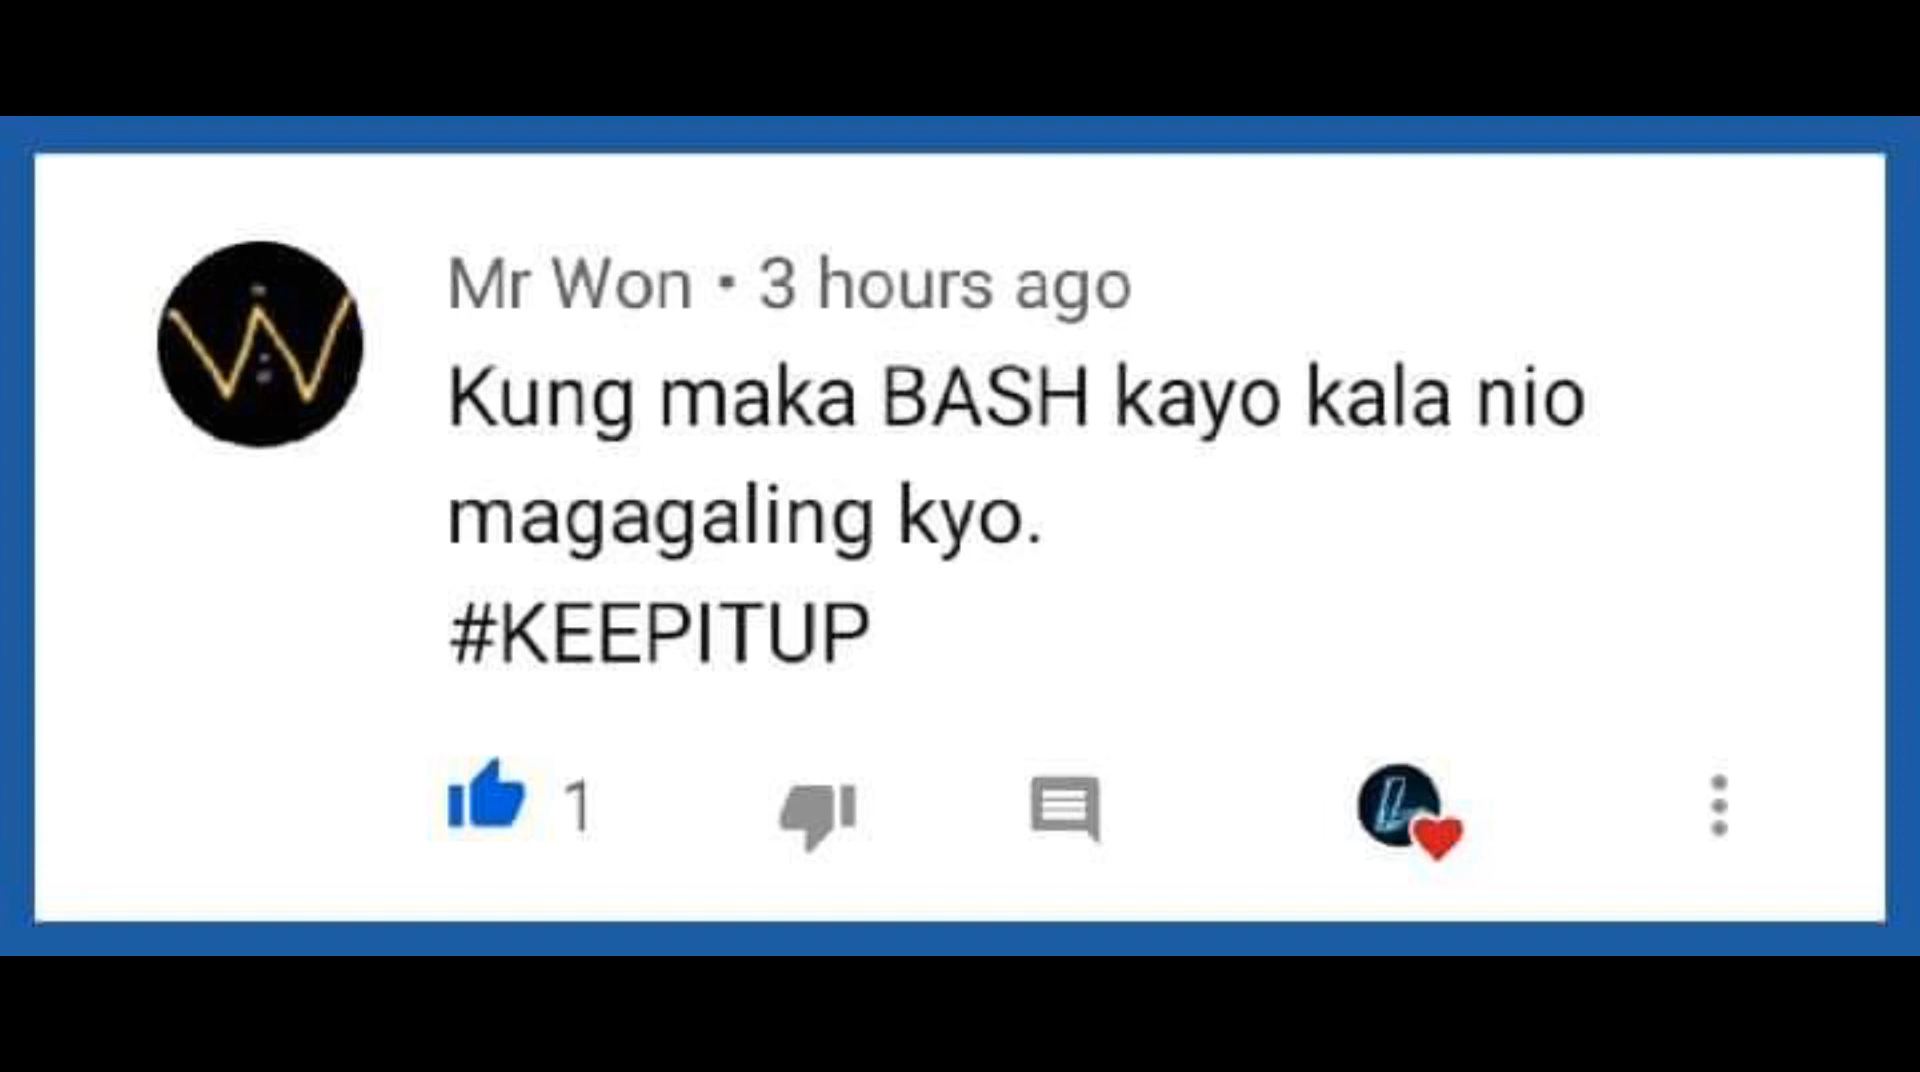 Mr Won • 3 hours ago
Kung maka BASH kayo kala nio
magagaling kyo.
#KEEPITUP
1